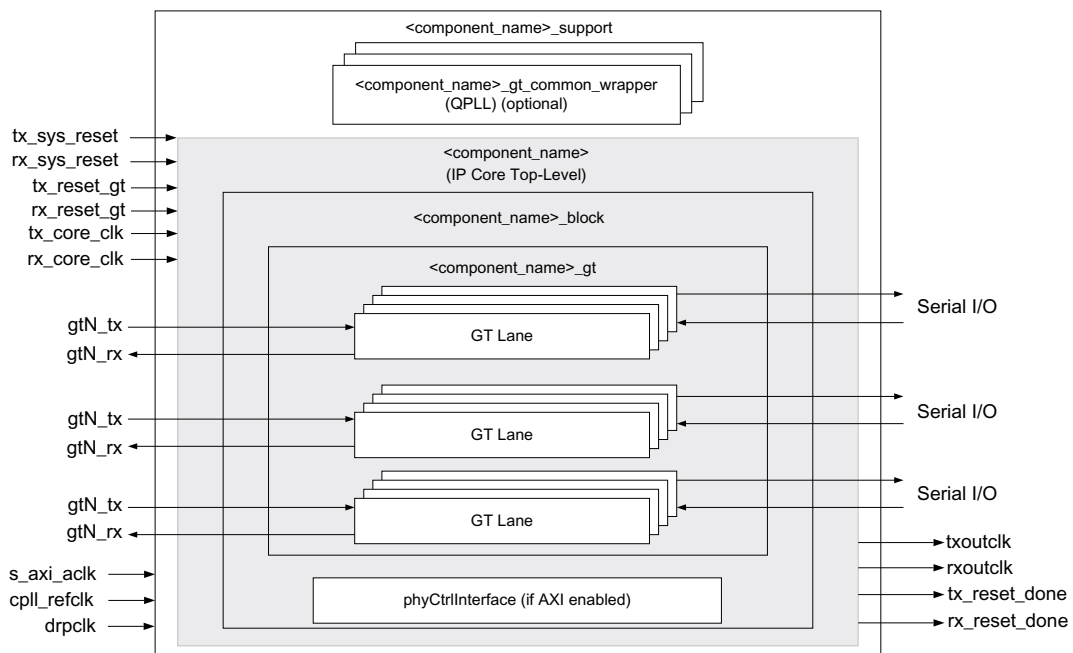 <component_name>_support
<component_name>_gt_common_wrapper
(QPLL) (optional)
tx_sys_reset
rx_sys_reset
tx_reset_gt
rx_reset_gt
tx_core_clk
rx_core_clk
<component_name>
(IP Core Top-Level)
<component_name>_block
<component_name>_gt
gtN_tx
gtN_rx
GT Lane
Serial I/O
gtN_tx
gtN_rx
GT Lane
Serial I/O
gtN_tx
gtN_rx
GT Lane
Serial I/O
s_axi_aclk
cpll_refclk
drpclk
phyCtrlInterface (if AXI enabled)
txoutclk
rxoutclk
tx_reset_done
rx_reset_done